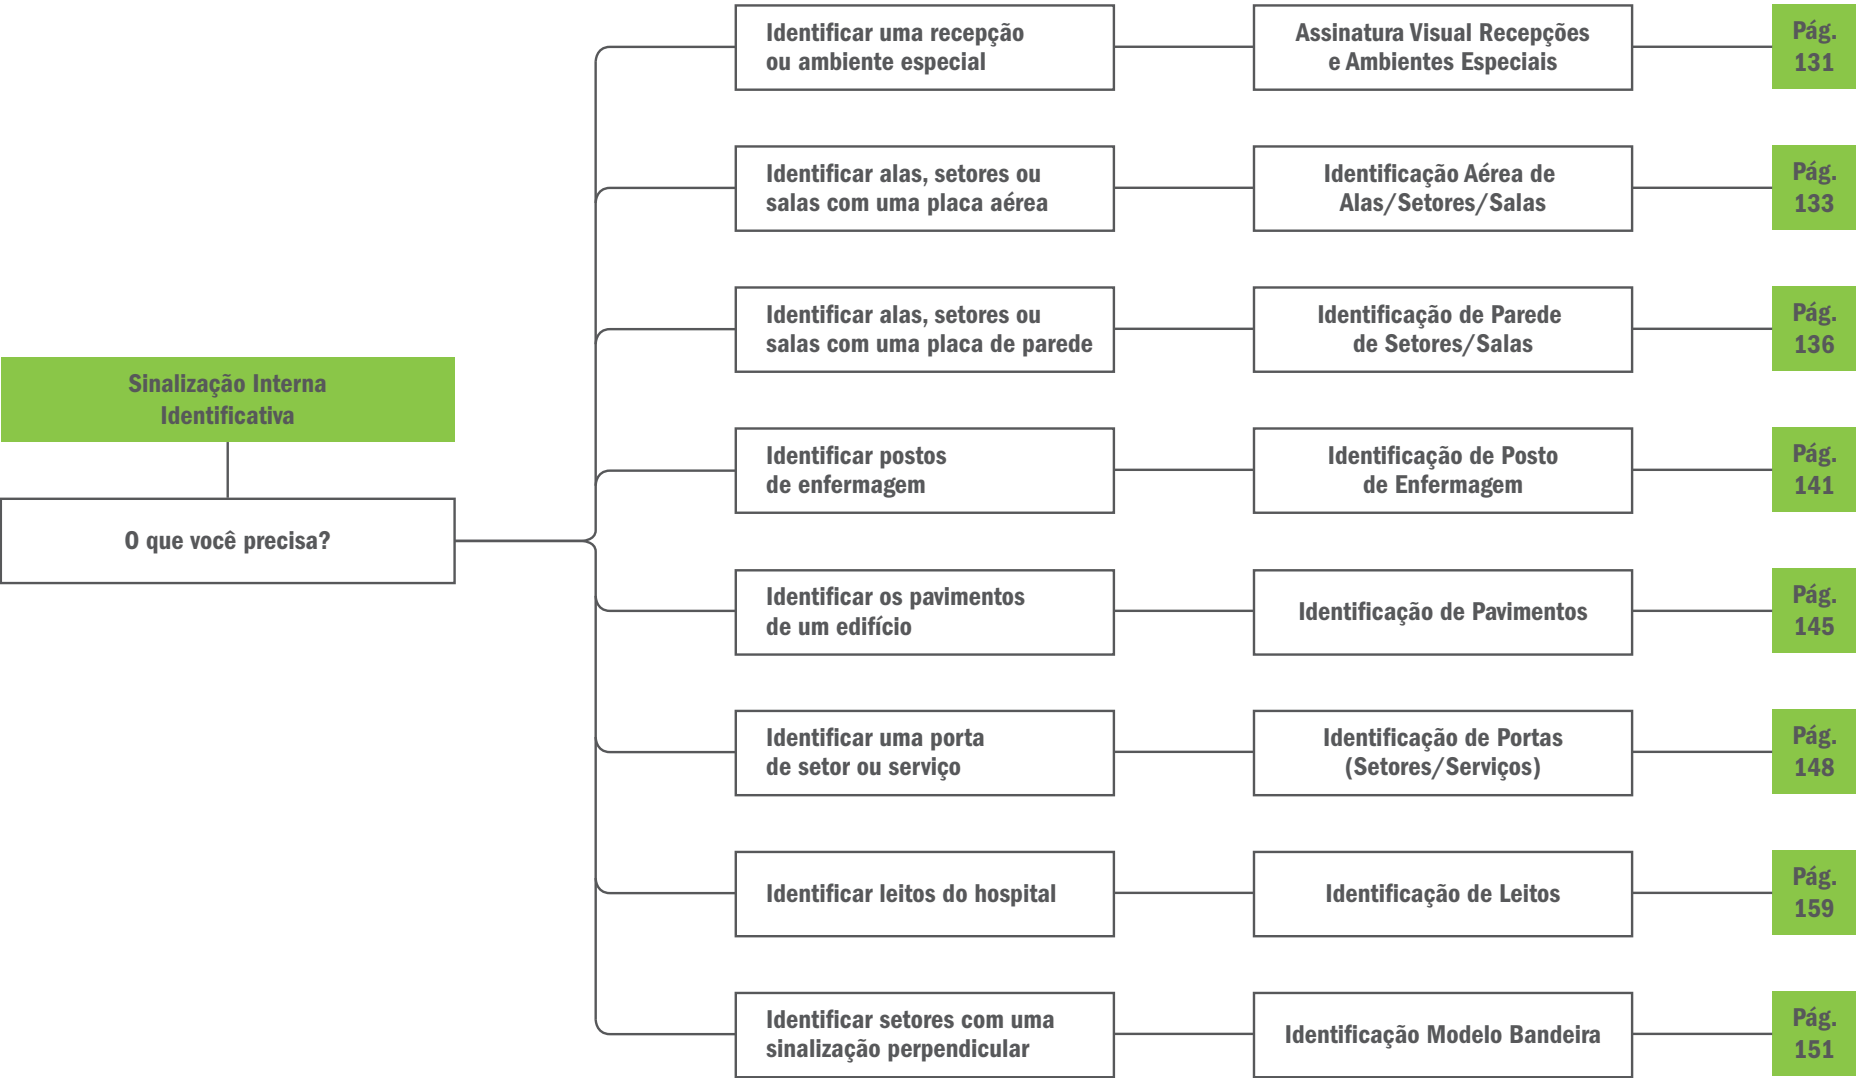 Sinalização Interna
Identificativa
O que você precisa?
Identificar uma recepção
ou ambiente especial
Assinatura Visual Recepções
e Ambientes Especiais
Pág.
131
Identificar alas, setores ou
salas com uma placa aérea
Identificação Aérea de
Alas/Setores/Salas
Pág.
133
Identificar alas, setores ou
salas com uma placa de parede
Identificação de Parede
de Setores/Salas
Pág.
136
Identificar postos
de enfermagem
Identificação de Posto
de Enfermagem
Pág.
141
Identificar os pavimentos
de um edifício
Identificação de Pavimentos
Pág.
145
Identificar uma porta
de setor ou serviço
Identificação de Portas
(Setores/Serviços)
Pág.
148
Identificar leitos do hospital
Identificação de Leitos
Pág.
159
Identificar setores com uma
sinalização perpendicular
Identificação Modelo Bandeira
Pág.
151